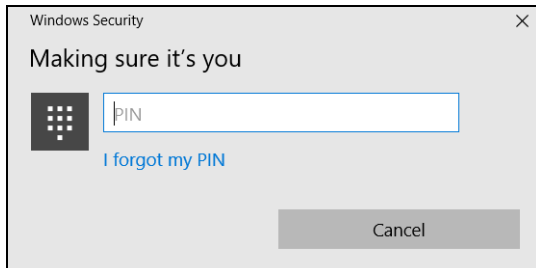 Windows Security
Making sure it’s you
PIN
I forgot my PIN
Cancel